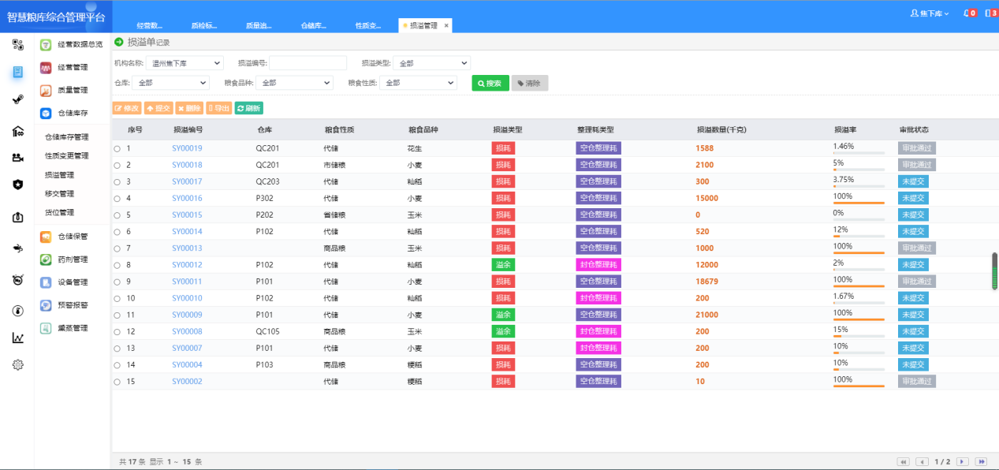 智慧粮库综合管理平台
经营数... 质检标... 质量追... 仓储库... 性质变... 损溢管理 ×
焦下库 0 3
经营数据总览
经营管理
质量管理
仓储库存
仓储库存管理
性质变更管理
损溢管理
移交管理
货位管理
仓储保管
药剂管理
设备管理
预警报警
熏蒸管理
损溢单记录
机构名称: 温州焦下库 损溢编号: 损溢类型: 全部
仓库: 全部 粮食品种: 全部 粮食性质: 全部 搜索 清除
修改 提交 删除 导出 刷新
序号 损溢编号 仓库 粮食性质 粮食品种 损溢类型 整理耗类型 损溢数量(千克) 损溢率 审批状态
1 SY00019 QC201 代储 花生 损耗 空仓整理耗 1588 1.46% 审批通过
2 SY00018 QC201 市储粮 小麦 损耗 空仓整理耗 2100 5% 审批通过
3 SY00017 QC203 代储 籼稻 损耗 空仓整理耗 300 3.75% 未提交
4 SY00016 P302 代储 小麦 损耗 空仓整理耗 15000 100% 未提交
5 SY00015 P202 省储粮 玉米 损耗 空仓整理耗 0 0% 未提交
6 SY00014 P102 代储 籼稻 损耗 空仓整理耗 520 12% 未提交
7 SY00013 商品粮 玉米 损耗 空仓整理耗 1000 100% 审批通过
8 SY00012 P102 代储 籼稻 溢余 封仓整理耗 12000 2% 未提交
9 SY00011 P101 代储 小麦 损耗 空仓整理耗 18679 100% 审批通过
10 SY00010 P102 代储 籼稻 损耗 封仓整理耗 200 1.67% 未提交
11 SY00009 P101 代储 小麦 溢余 空仓整理耗 21000 100% 未提交
12 SY00008 QC105 商品粮 玉米 溢余 封仓整理耗 200 15% 未提交
13 SY00007 P101 代储 小麦 损耗 封仓整理耗 200 10% 未提交
14 SY00004 P103 商品粮 粳稻 损耗 空仓整理耗 200 10% 未提交
15 SY00002 代储 粳稻 损耗 空仓整理耗 10 100% 审批通过
共 17 条 显示 1 ~ 15 条 1 / 2